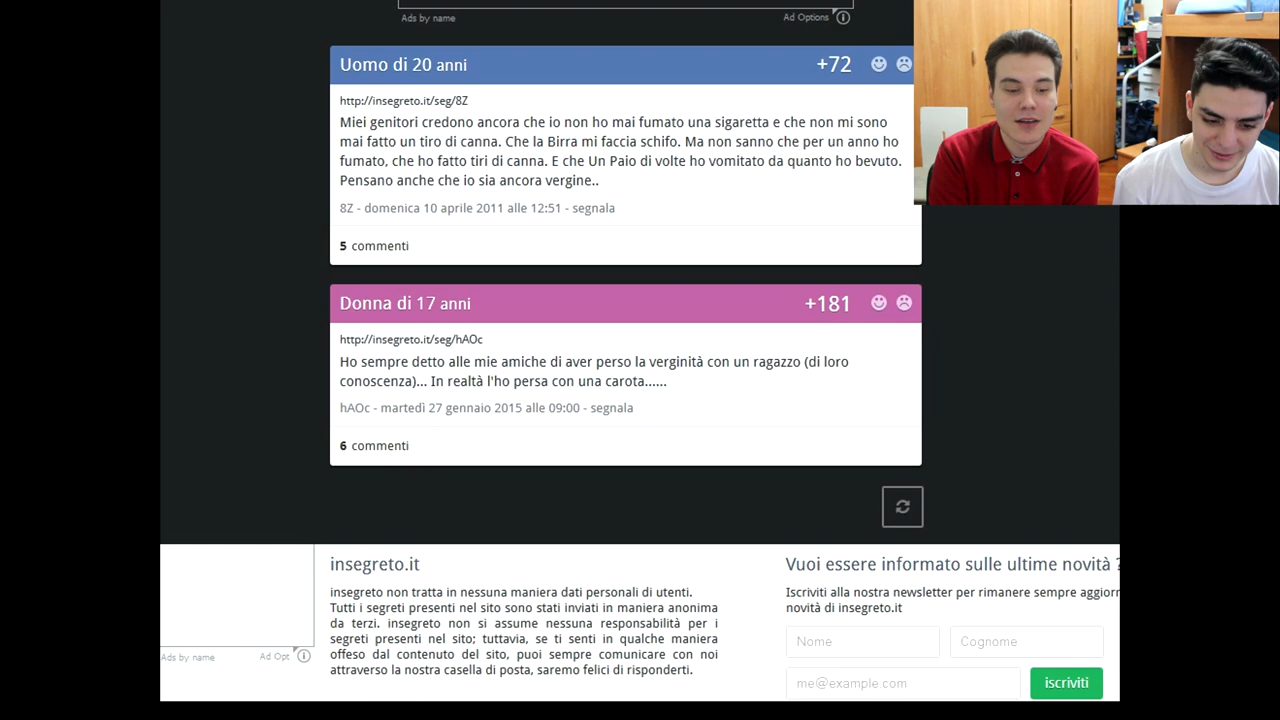 Ads by name
Ad Options
Uomo di 20 anni
+72
http://insegreto.it/seg/8Z
Miei genitori credono ancora che io non ho mai fumato una sigaretta e che non mi sono
mai fatto un tiro di canna. Che la Birra mi faccia schifo. Ma non sanno che per un anno ho
fumato, che ho fatto tiri di canna. E che Un Paio di volte ho vomitato da quanto ho bevuto.
Pensano anche che io sia ancora vergine..
8Z - domenica 10 aprile 2011 alle 12:51 - segnala
5 commenti
Donna di 17 anni
+181
http://insegreto.it/seg/hAOc
Ho sempre detto alle mie amiche di aver perso la verginità con un ragazzo (di loro
conoscenza)... In realtà l'ho persa con una carota......
hAOc - martedì 27 gennaio 2015 alle 09:00 - segnala
6 commenti
Ads by name
Ad Opt
insegreto.it
insegreto non tratta in nessuna maniera dati personali di utenti.
Tutti i segreti presenti nel sito sono stati inviati in maniera anonima
da terzi. insegreto non si assume nessuna responsabilità per i
segreti presenti nel sito; tuttavia, se ti senti in qualche maniera
offeso dal contenuto del sito, puoi sempre comunicare con noi
attraverso la nostra casella di posta, saremo felici di risponderti.
Vuoi essere informato sulle ultime novità ?
Iscriviti alla nostra newsletter per rimanere sempre aggiorn
novità di insegreto.it
Nome
Cognome
me@example.com
iscriviti